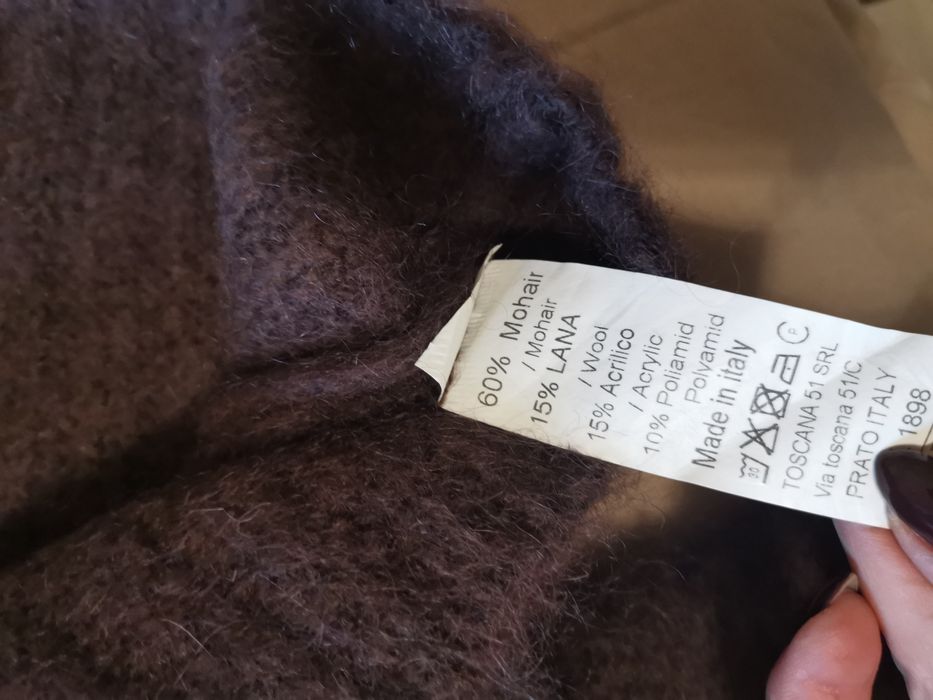 60% Mohair
/ Mohair
15% LANA
/ Wool
15% Acrilico
/ Acrylic
10% Poliamid
Polyamid
Made in Italy
30 P
TOSCANA 51 SRL
Via toscana 51/C
PRATO ITALY
1898